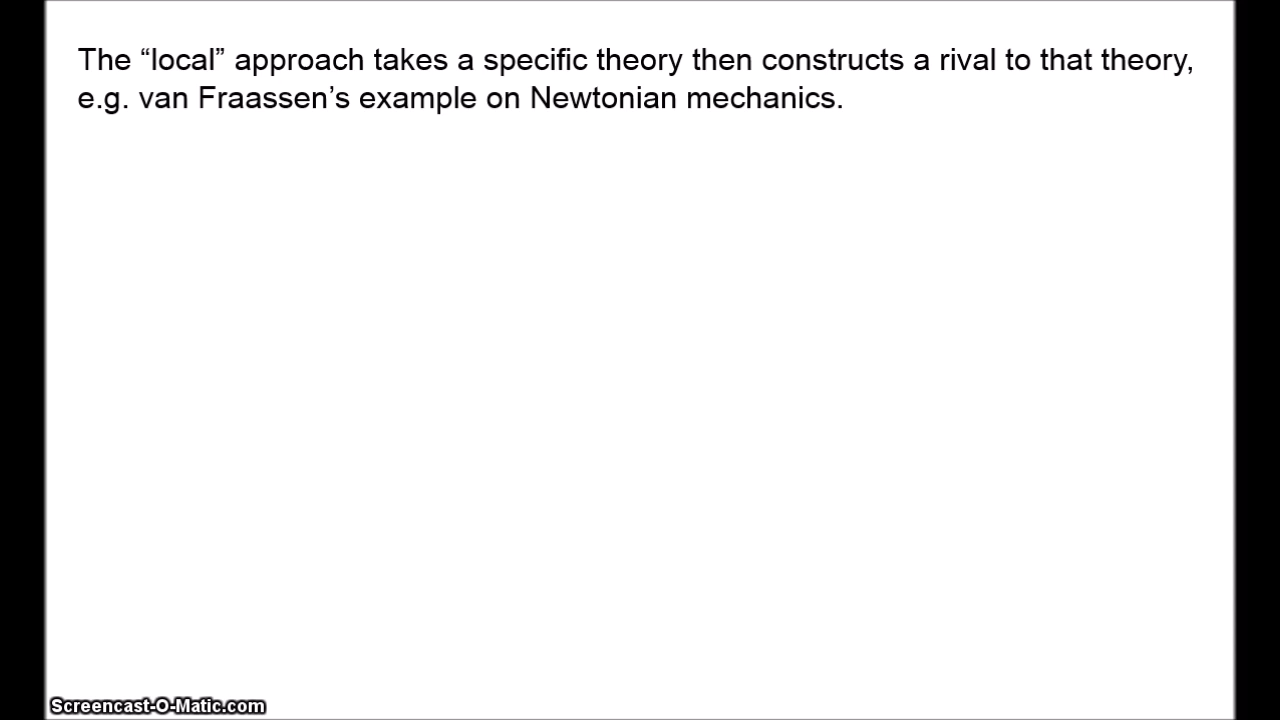 The “local” approach takes a specific theory then constructs a rival to that theory,
e.g. van Fraassen’s example on Newtonian mechanics.
Screencast-O-Matic.com